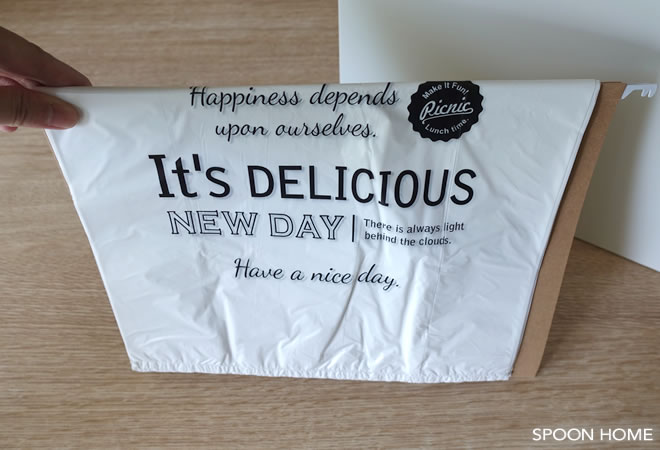 Happiness depends
upon ourselves.
Make It Fun!
Picnic
Lunch time.
It's DELICIOUS
NEW DAY
There is always light
behind the clouds.
Have a nice day.
SPOON HOME